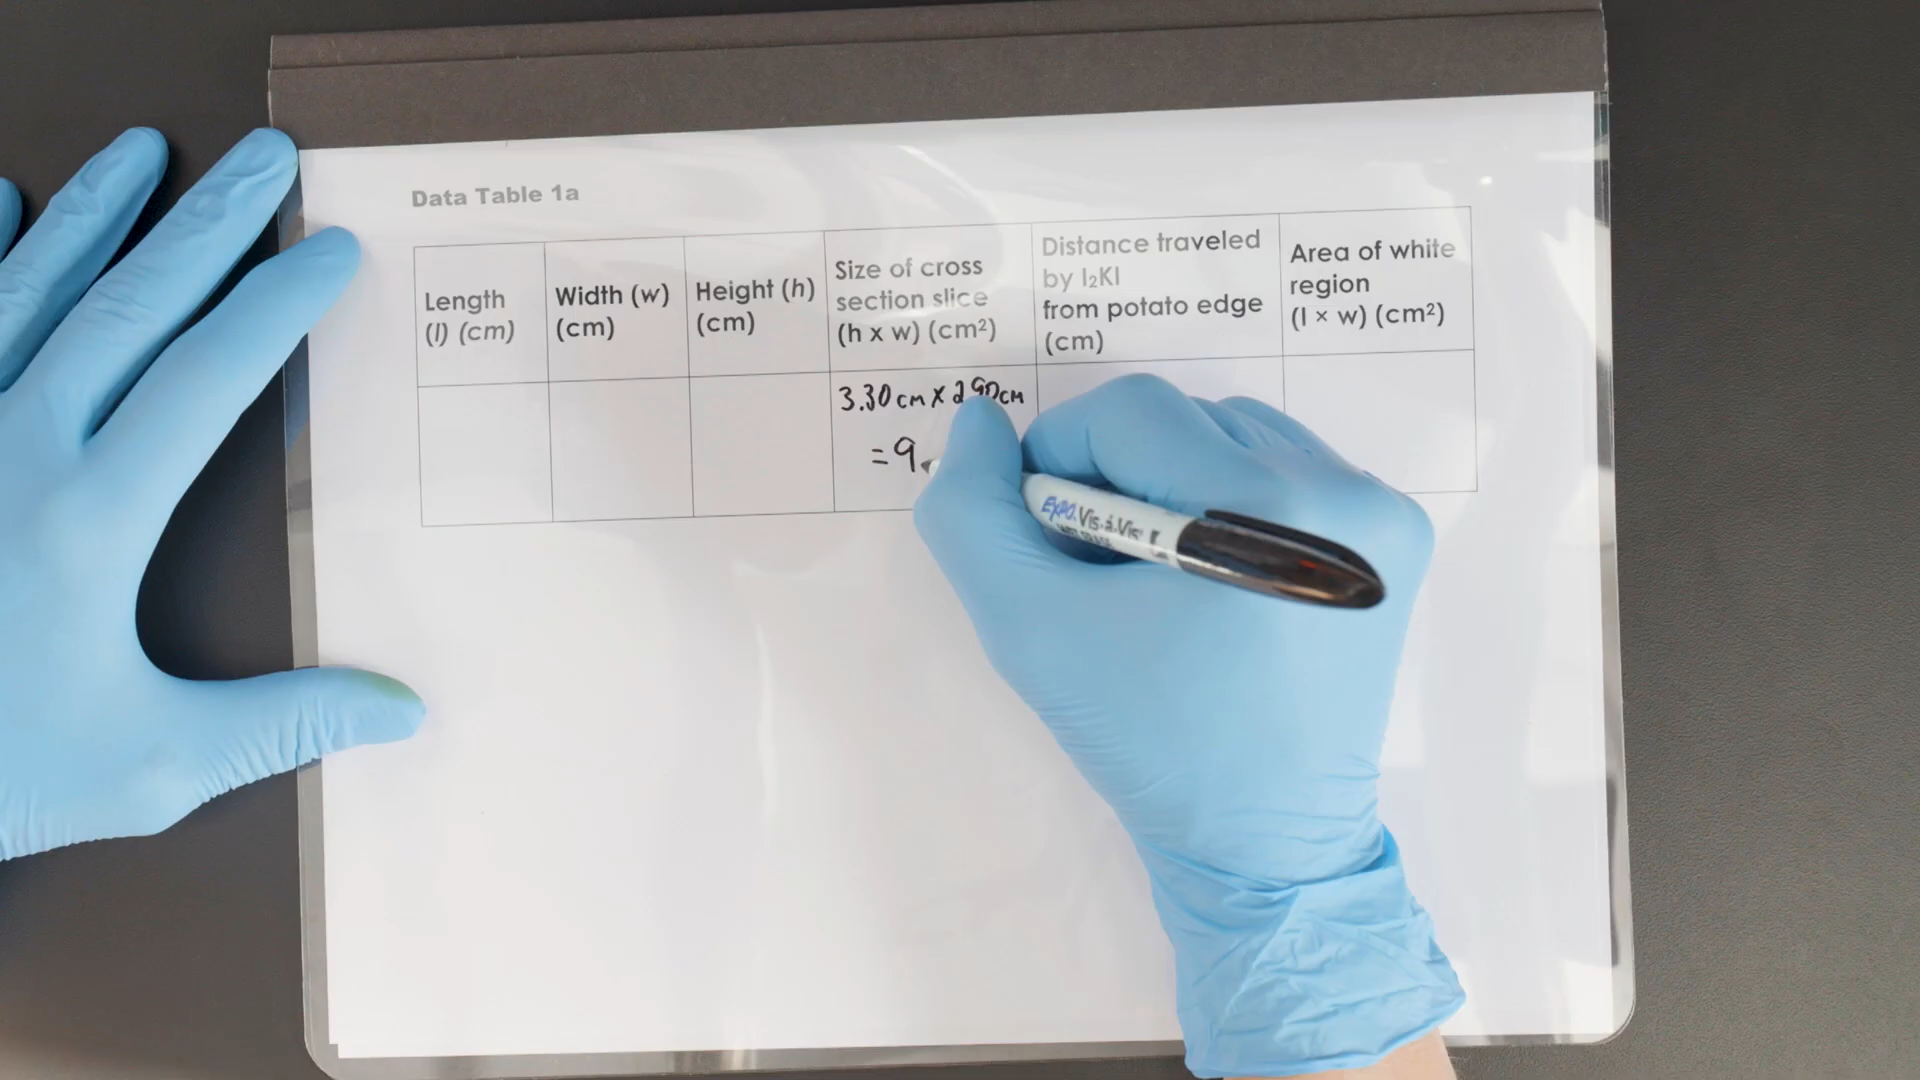 Data Table 1a
Length
(l) (cm)
Width (w)
(cm)
Height (h)
(cm)
Size of cross
section slice
(h x w) (cm²)
Distance traveled
by I₂KI
from potato edge
(cm)
Area of white
region
(l × w) (cm²)
3.30 cm x 2.90 cm
= 9.
EXPO. Vis-à-Vis
WET ERASE